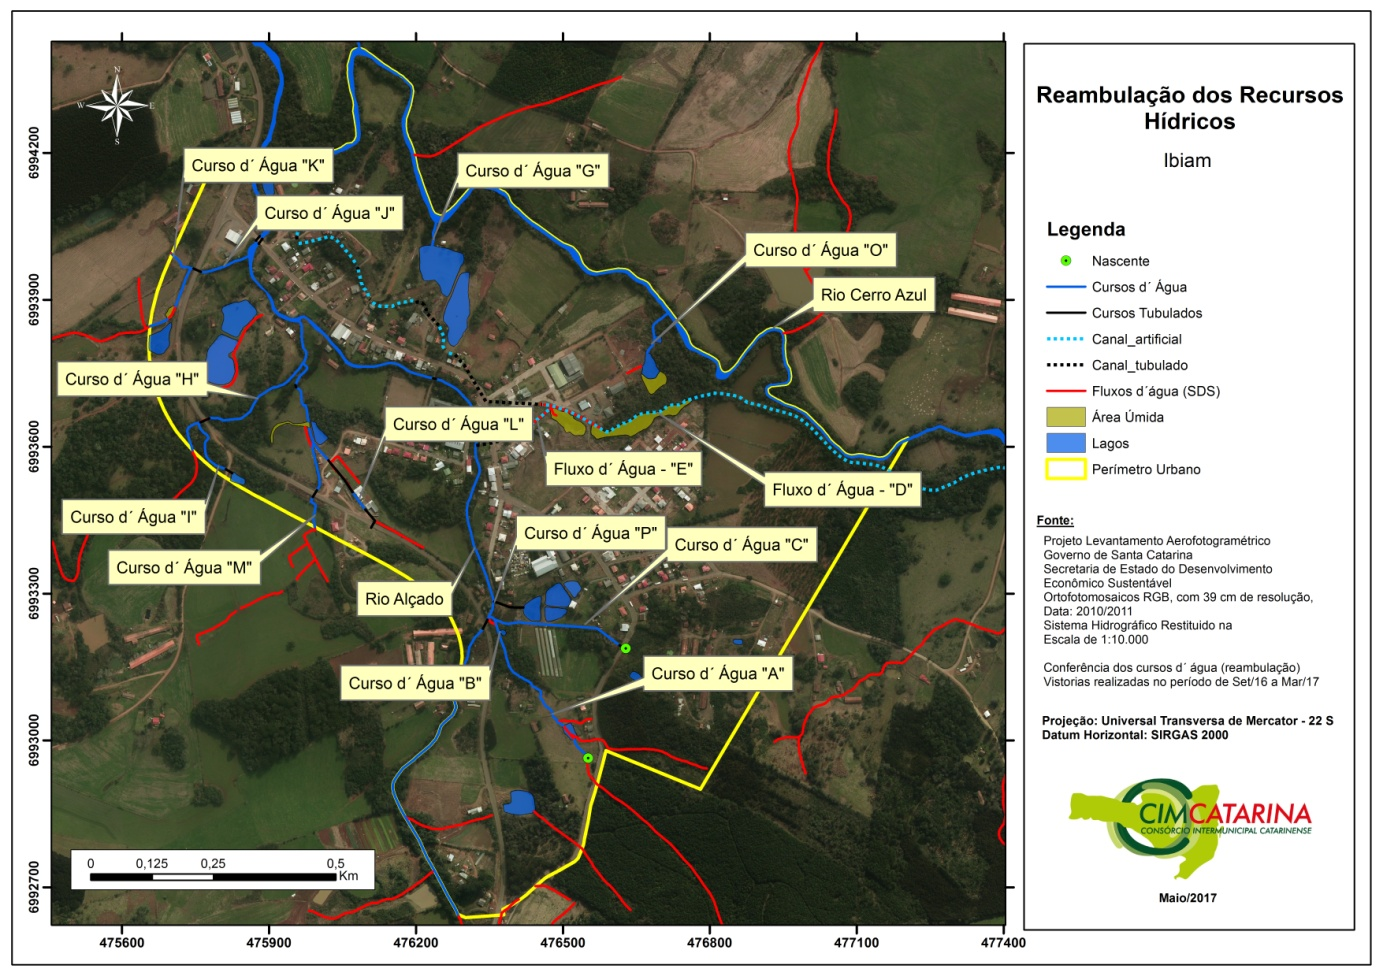 Reambulação dos Recursos
Hídricos
Ibiam
Legenda
Nascente
Cursos d´ Água
Cursos Tubulados
Canal_artificial
Canal_tubulado
Fluxos d´água (SDS)
Área Úmida
Lagos
Perímetro Urbano
Fonte:
Projeto Levantamento Aerofotogramétrico
Governo de Santa Catarina
Secretaria de Estado do Desenvolvimento
Econômico Sustentável
Ortofotomosaicos RGB, com 39 cm de resolução,
Data: 2010/2011
Sistema Hidrográfico Restituido na
Escala de 1:10.000
Conferência dos cursos d´ água (reambulação)
Vistorias realizadas no período de Set/16 a Mar/17
Projeção: Universal Transversa de Mercator - 22 S
Datum Horizontal: SIRGAS 2000
CIMCATARINA
CONSÓRCIO INTERMUNICIPAL CATARINENSE
Maio/2017
N
W
E
S
Curso d´ Água "K"
Curso d´ Água "G"
Curso d´ Água "J"
Curso d´ Água "O"
Rio Cerro Azul
Curso d´ Água "H"
Curso d´ Água "L"
Fluxo d´ Água - "E"
Fluxo d´ Água - "D"
Curso d´ Água "I"
Curso d´ Água "P"
Curso d´ Água "C"
Curso d´ Água "M"
Rio Alçado
Curso d´ Água "A"
Curso d´ Água "B"
0
0,125
0,25
0,5
Km
6994200
6993900
6993600
6993300
6993000
6992700
475600
475900
476200
476500
476800
477100
477400